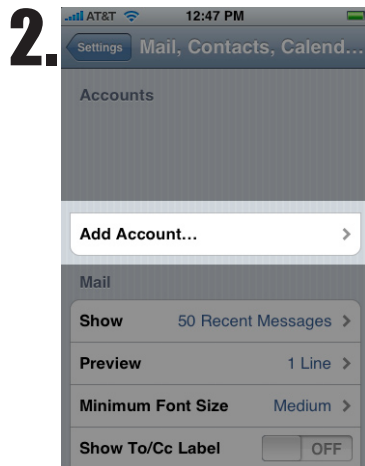 2.
AT&T 12:47 PM
Settings Mail, Contacts, Calend...
Accounts
Add Account...
Mail
Show 50 Recent Messages
Preview 1 Line
Minimum Font Size Medium
Show To/Cc Label OFF